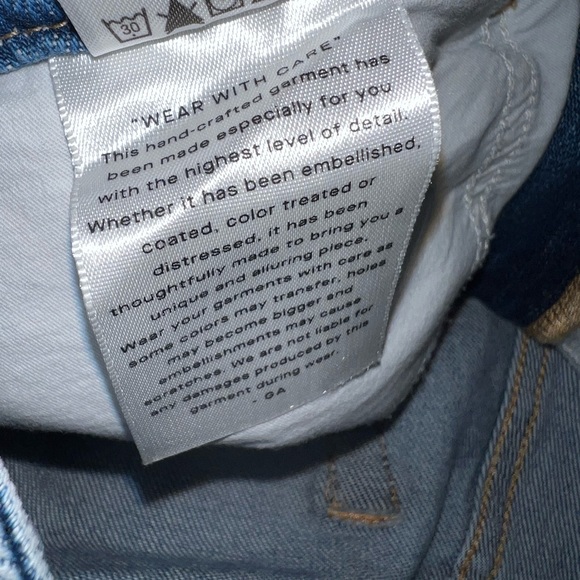 30
"WEAR WITH CARE"
This hand-crafted garment has
been made especially for you
with the highest level of detail.
Whether it has been embellished,
coated, color treated or
distressed, it has been
thoughtfully made to bring you a
unique and alluring piece.
Wear your garments with care as
some colors may transfer, holes
may become bigger and
embellishments may cause
scratches. We are not liable for
any damages produced by this
garment during wear.
- GA